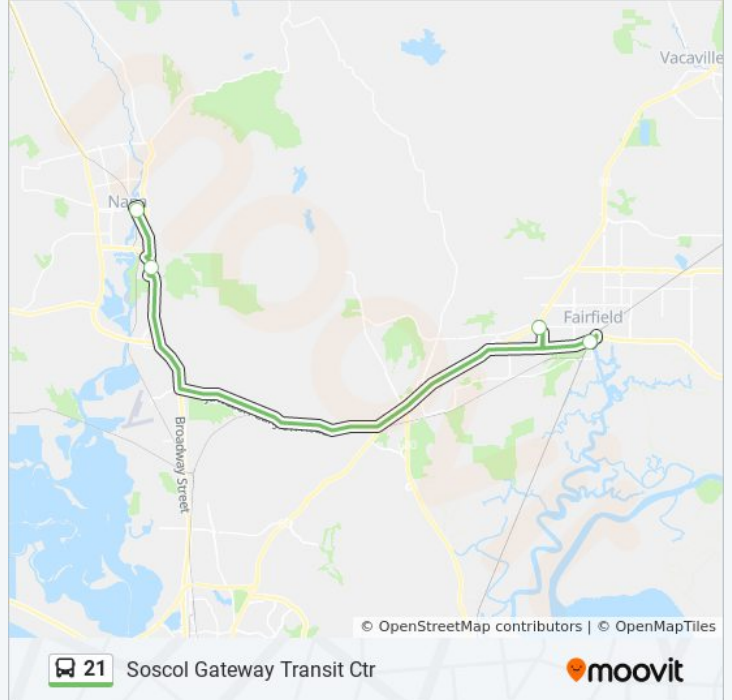 Vacaville
Napa
Fairfield
Broadway Street
© OpenStreetMap contributors | © OpenMapTiles
21 Soscol Gateway Transit Ctr
moovit